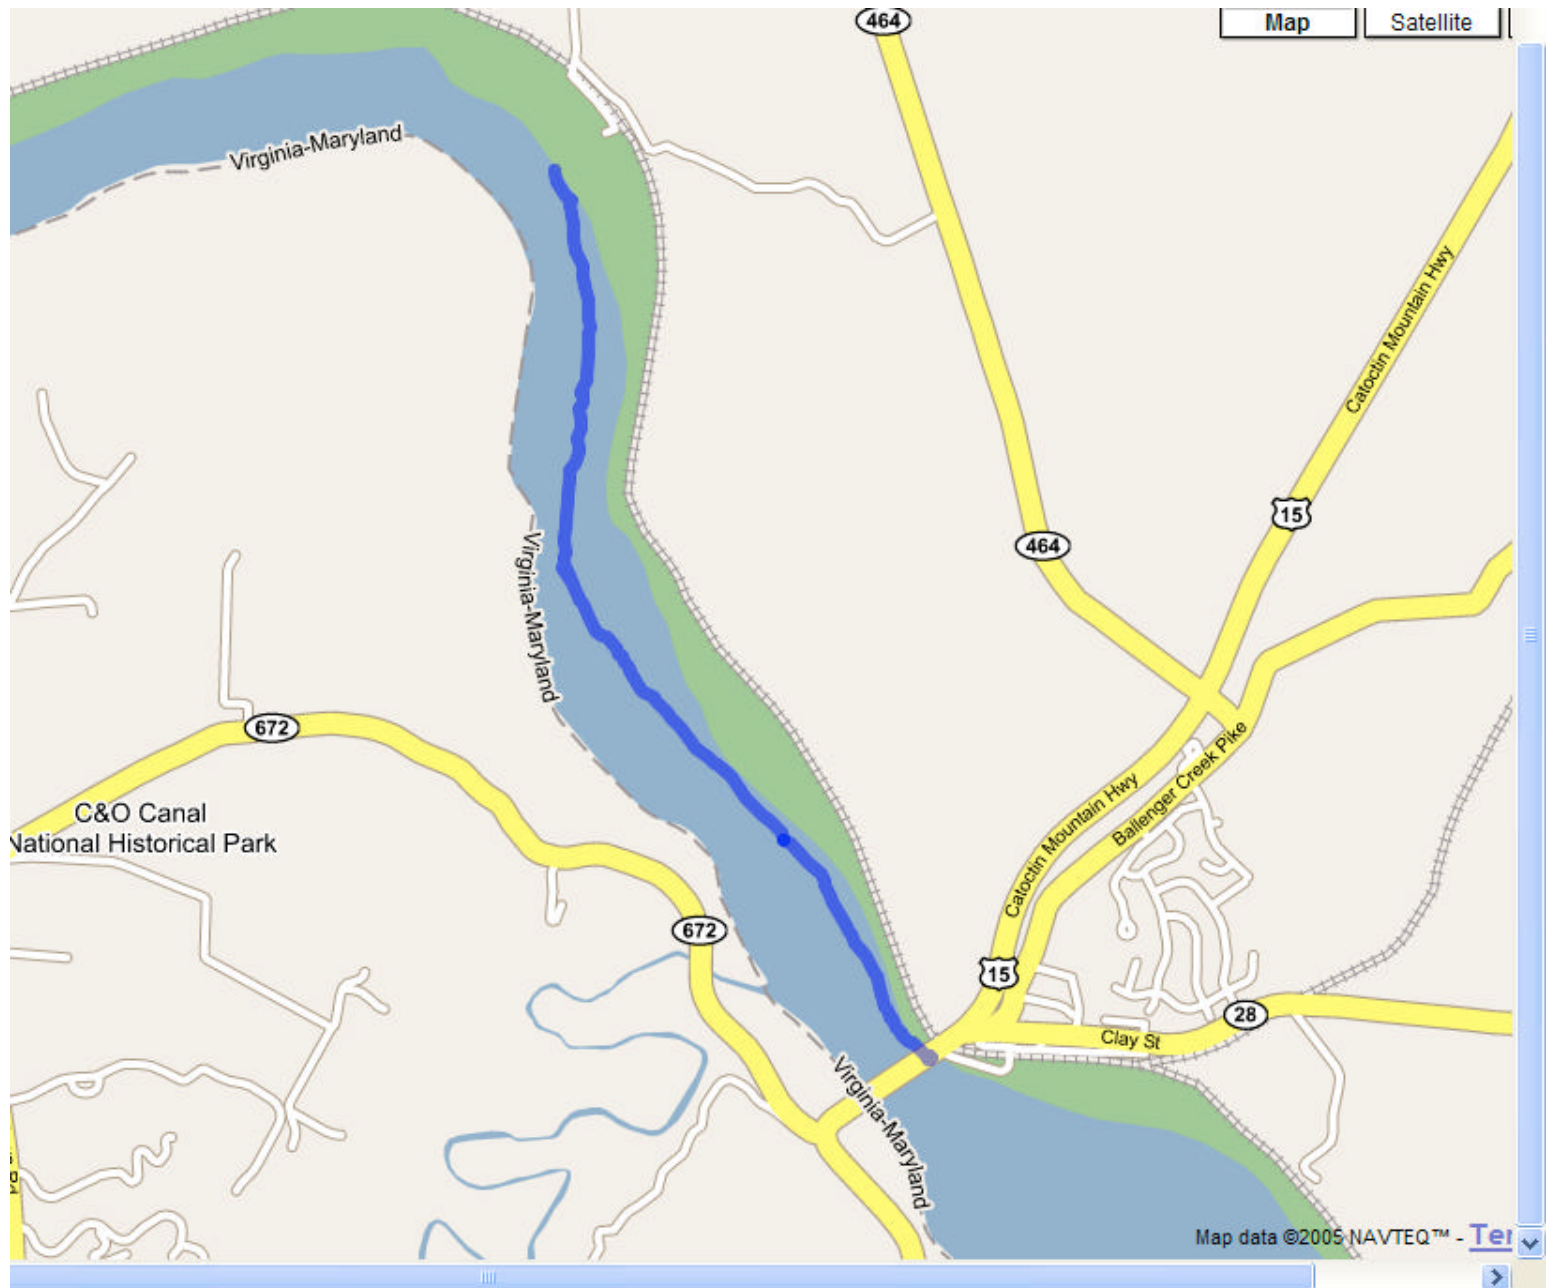 464
Map
Satellite
Virginia-Maryland
Catoctin Mountain Hwy
15
464
Virginia-Maryland
672
Ballenger Creek Pike
C&O Canal
National Historical Park
Catoctin Mountain Hwy
672
15
28
Clay St
Virginia-Maryland
Map data ©2005 NAVTEQ™ - Ter